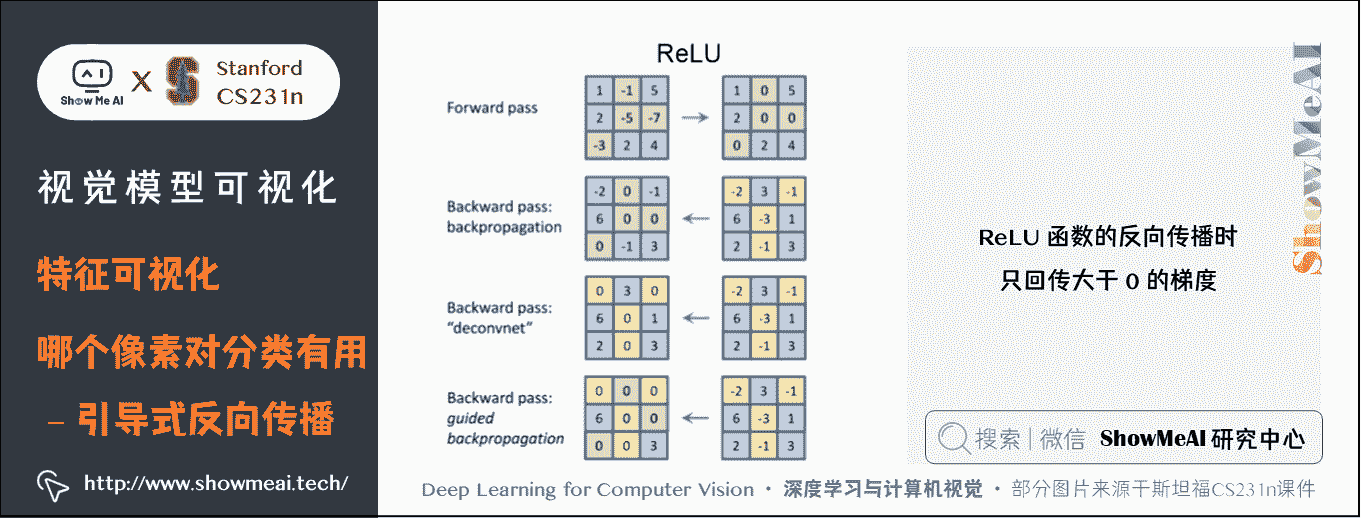 Show Me AI
X
Stanford
CS231n
视觉模型可视化
特征可视化
哪个像素对分类有用
– 引导式反向传播
http://www.showmeai.tech/
ReLU
Forward pass
1 -1 5
2 -5 -7
-3 2 4
1 0 5
2 0 0
0 2 4
Backward pass:
backpropagation
-2 0 -1
6 0 0
0 -1 3
-2 3 -1
6 -3 1
2 -1 3
Backward pass:
“deconvnet”
0 3 0
6 0 1
2 0 3
-2 3 -1
6 -3 1
2 -1 3
Backward pass:
guided
backpropagation
0 0 0
6 0 0
0 0 3
-2 3 -1
6 -3 1
2 -1 3
ShowMeAI
ReLU 函数的反向传播时
只回传大于 0 的梯度
搜索 | 微信 ShowMeAI 研究中心
Deep Learning for Computer Vision · 深度学习与计算机视觉 · 部分图片来源于斯坦福CS231n课件